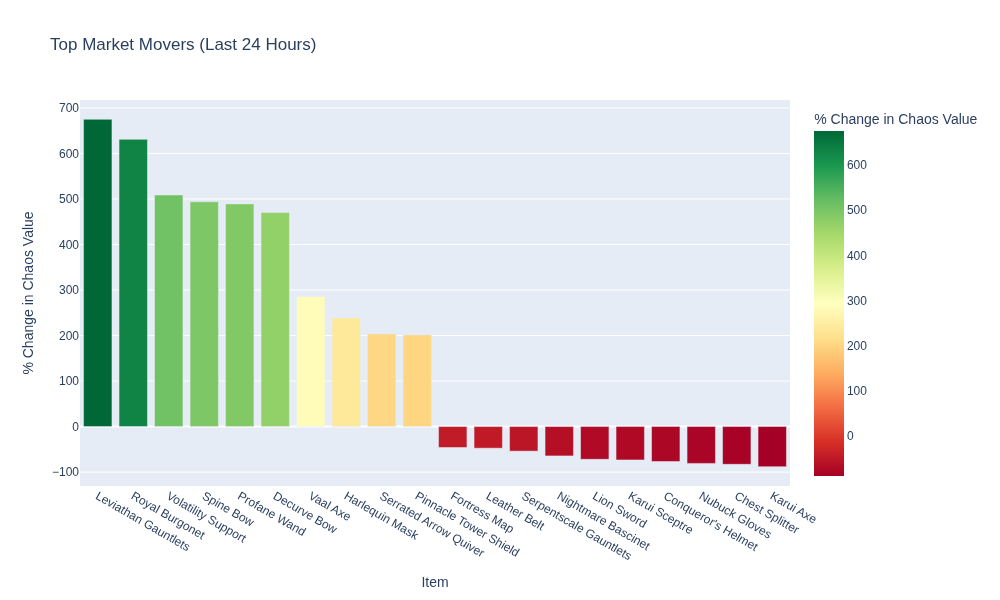 Top Market Movers (Last 24 Hours)
% Change in Chaos Value
700
600
500
400
300
200
100
0
−100
% Change in Chaos Value
600
500
400
300
200
100
0
Leviathan Gauntlets
Royal Burgonet
Volatility Support
Spine Bow
Profane Wand
Decurve Bow
Vaal Axe
Harlequin Mask
Serrated Arrow Quiver
Pinnacle Tower Shield
Fortress Map
Leather Belt
Serpentscale Gauntlets
Nightmare Bascinet
Lion Sword
Karui Sceptre
Conqueror's Helmet
Nubuck Gloves
Chest Splitter
Karui Axe
Item